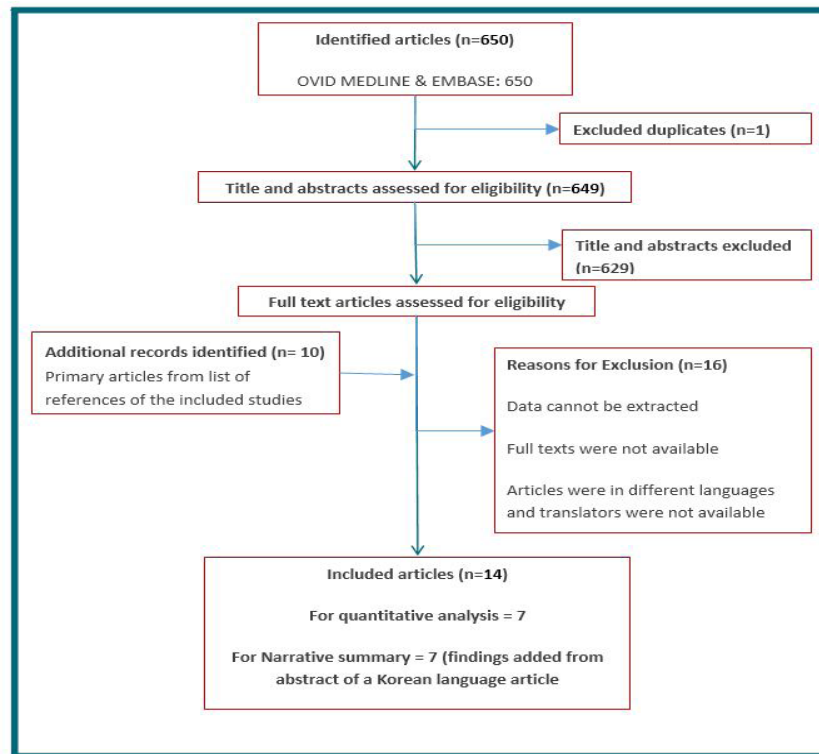 Identified articles (n=650)
OVID MEDLINE & EMBASE: 650
Excluded duplicates (n=1)
Title and abstracts assessed for eligibility (n=649)
Title and abstracts excluded
(n=629)
Full text articles assessed for eligibility
Additional records identified (n= 10)
Primary articles from list of
references of the included studies
Reasons for Exclusion (n=16)
Data cannot be extracted
Full texts were not available
Articles were in different languages
and translators were not available
Included articles (n=14)
For quantitative analysis = 7
For Narrative summary = 7 (findings added from
abstract of a Korean language article